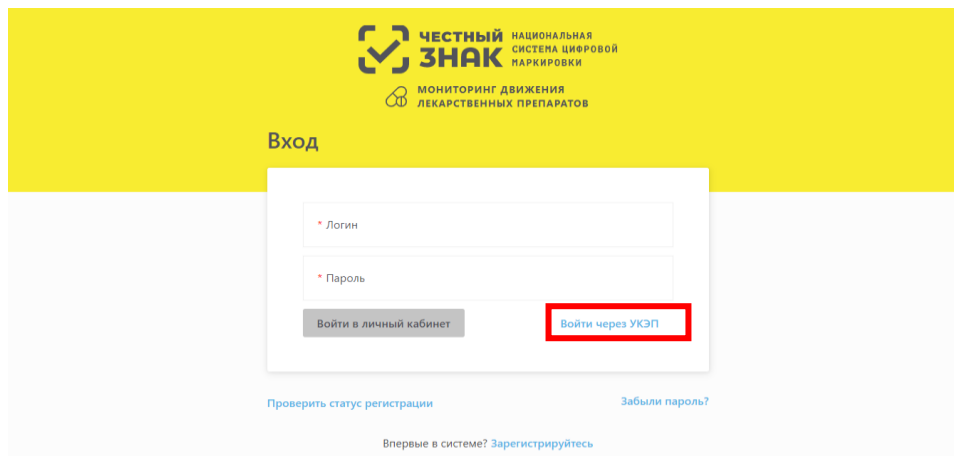 ЧЕСТНЫЙ ЗНАК
НАЦИОНАЛЬНАЯ СИСТЕМА ЦИФРОВОЙ МАРКИРОВКИ
МОНИТОРИНГ ДВИЖЕНИЯ
ЛЕКАРСТВЕННЫХ ПРЕПАРАТОВ
Вход
* Логин
* Пароль
Войти в личный кабинет
Войти через УКЭП
Проверить статус регистрации
Забыли пароль?
Впервые в системе? Зарегистрируйтесь